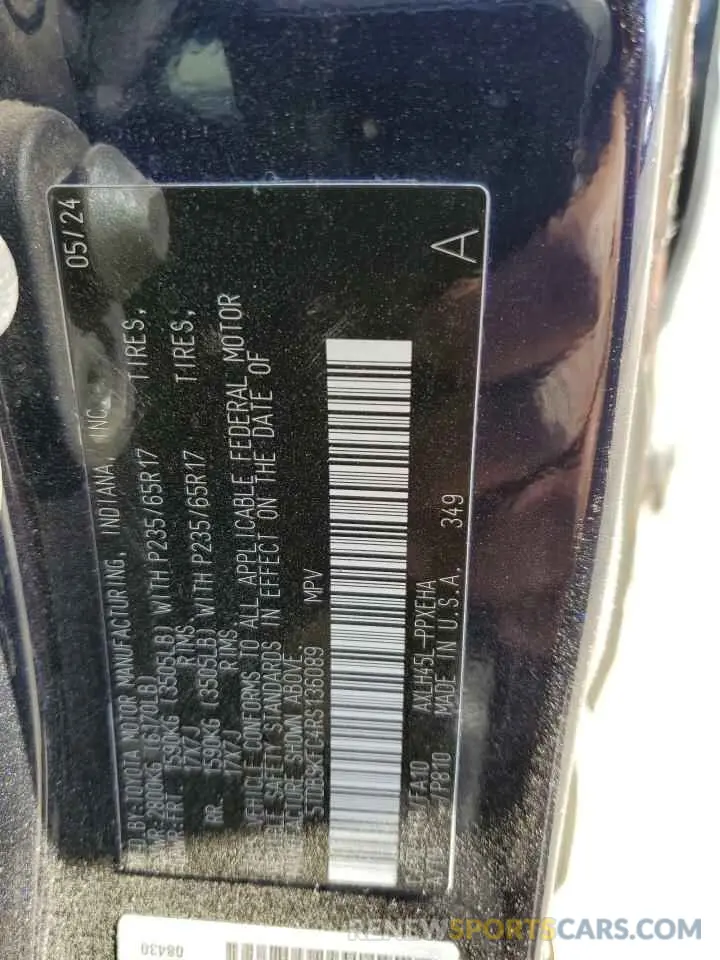 MFD.BY:TOYOTA MOTOR MANUFACTURING, INDIANA, INC. 05/24
GVWR:2800KG (6170LB)
GAWR:FRT. 1590KG (3505LB) WITH P235/65R17 TIRES,
17X7J RIMS,
RR. 1590KG (3505LB) WITH P235/65R17 TIRES,
17X7J RIMS,
VEHICLE CONFORMS TO ALL APPLICABLE FEDERAL MOTOR
VEHICLE SAFETY STANDARDS IN EFFECT ON THE DATE OF
MANUFACTURE SHOWN ABOVE.
MPV
FA10 AXLH45L-PPXEHA
7P810 MADE IN U.S.A. 349 A
08430
RENEWSPORTSCARS.COM